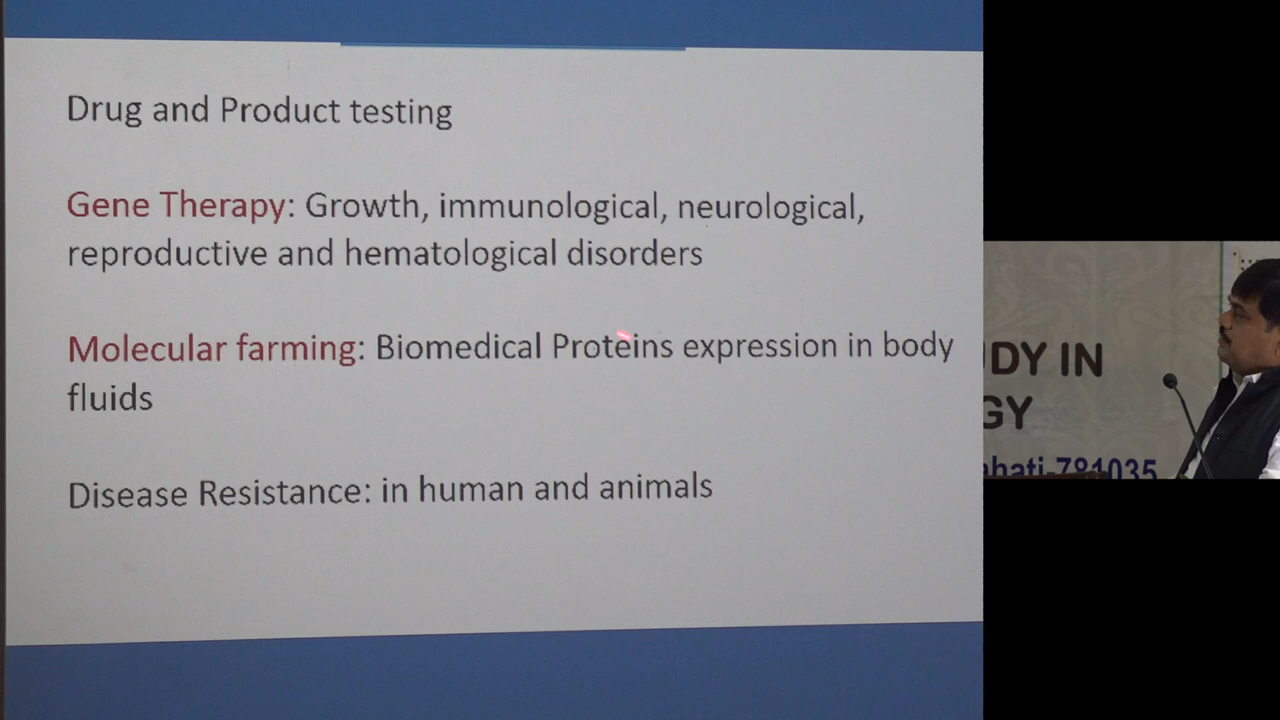 Drug and Product testing
Gene Therapy: Growth, immunological, neurological,
reproductive and hematological disorders
Molecular farming: Biomedical Proteins expression in body
fluids
Disease Resistance: in human and animals
DY IN
GY
ahati-781035